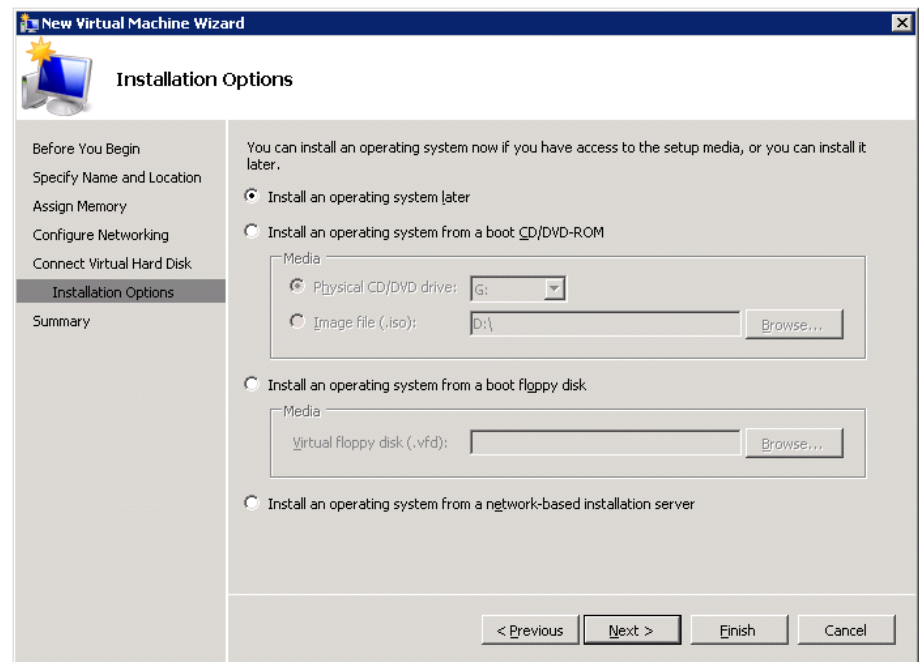 New Virtual Machine Wizard
Installation Options
Before You Begin
Specify Name and Location
Assign Memory
Configure Networking
Connect Virtual Hard Disk
Installation Options
Summary
You can install an operating system now if you have access to the setup media, or you can install it
later.
Install an operating system later
Install an operating system from a boot CD/DVD-ROM
Media
Physical CD/DVD drive: G:
Image file (.iso): D:\ Browse...
Install an operating system from a boot floppy disk
Media
Virtual floppy disk (.vfd): Browse...
Install an operating system from a network-based installation server
< Previous Next > Finish Cancel